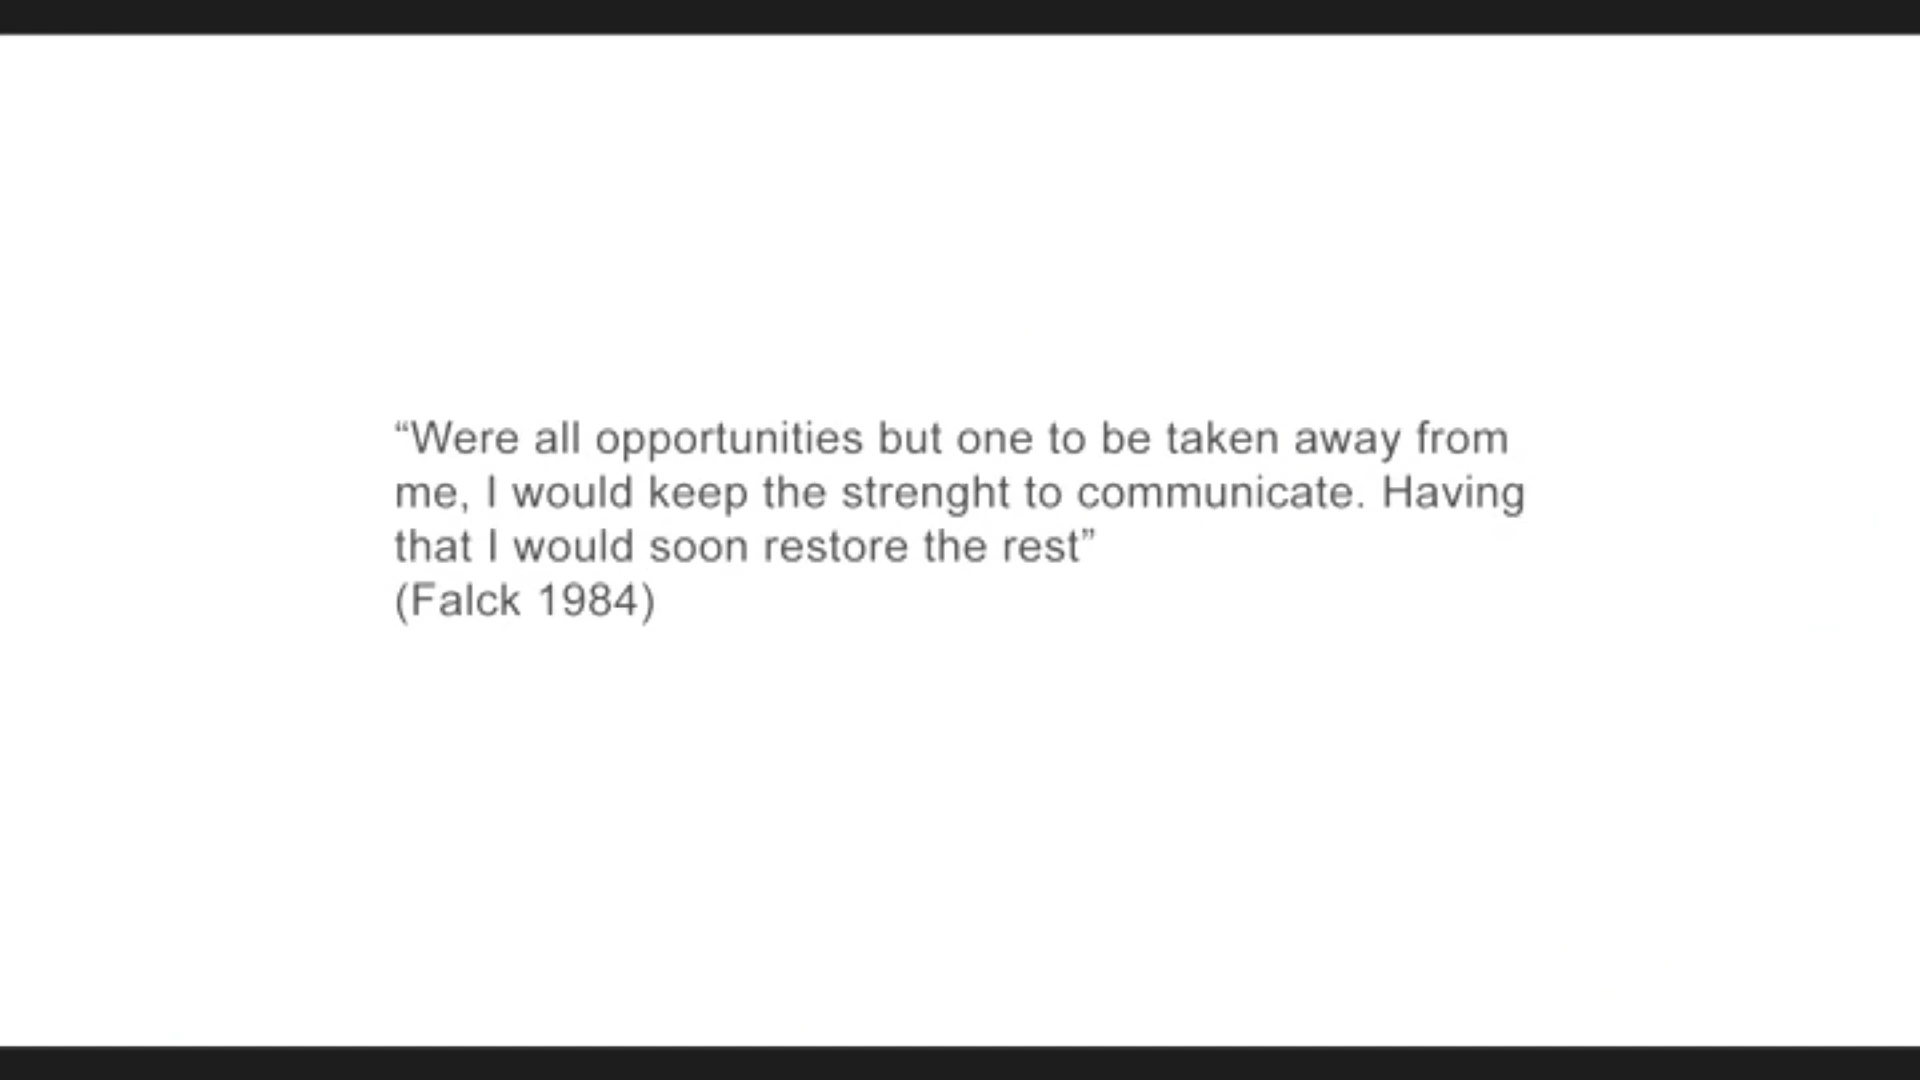 “Were all opportunities but one to be taken away from
me, I would keep the strenght to communicate. Having
that I would soon restore the rest”
(Falck 1984)